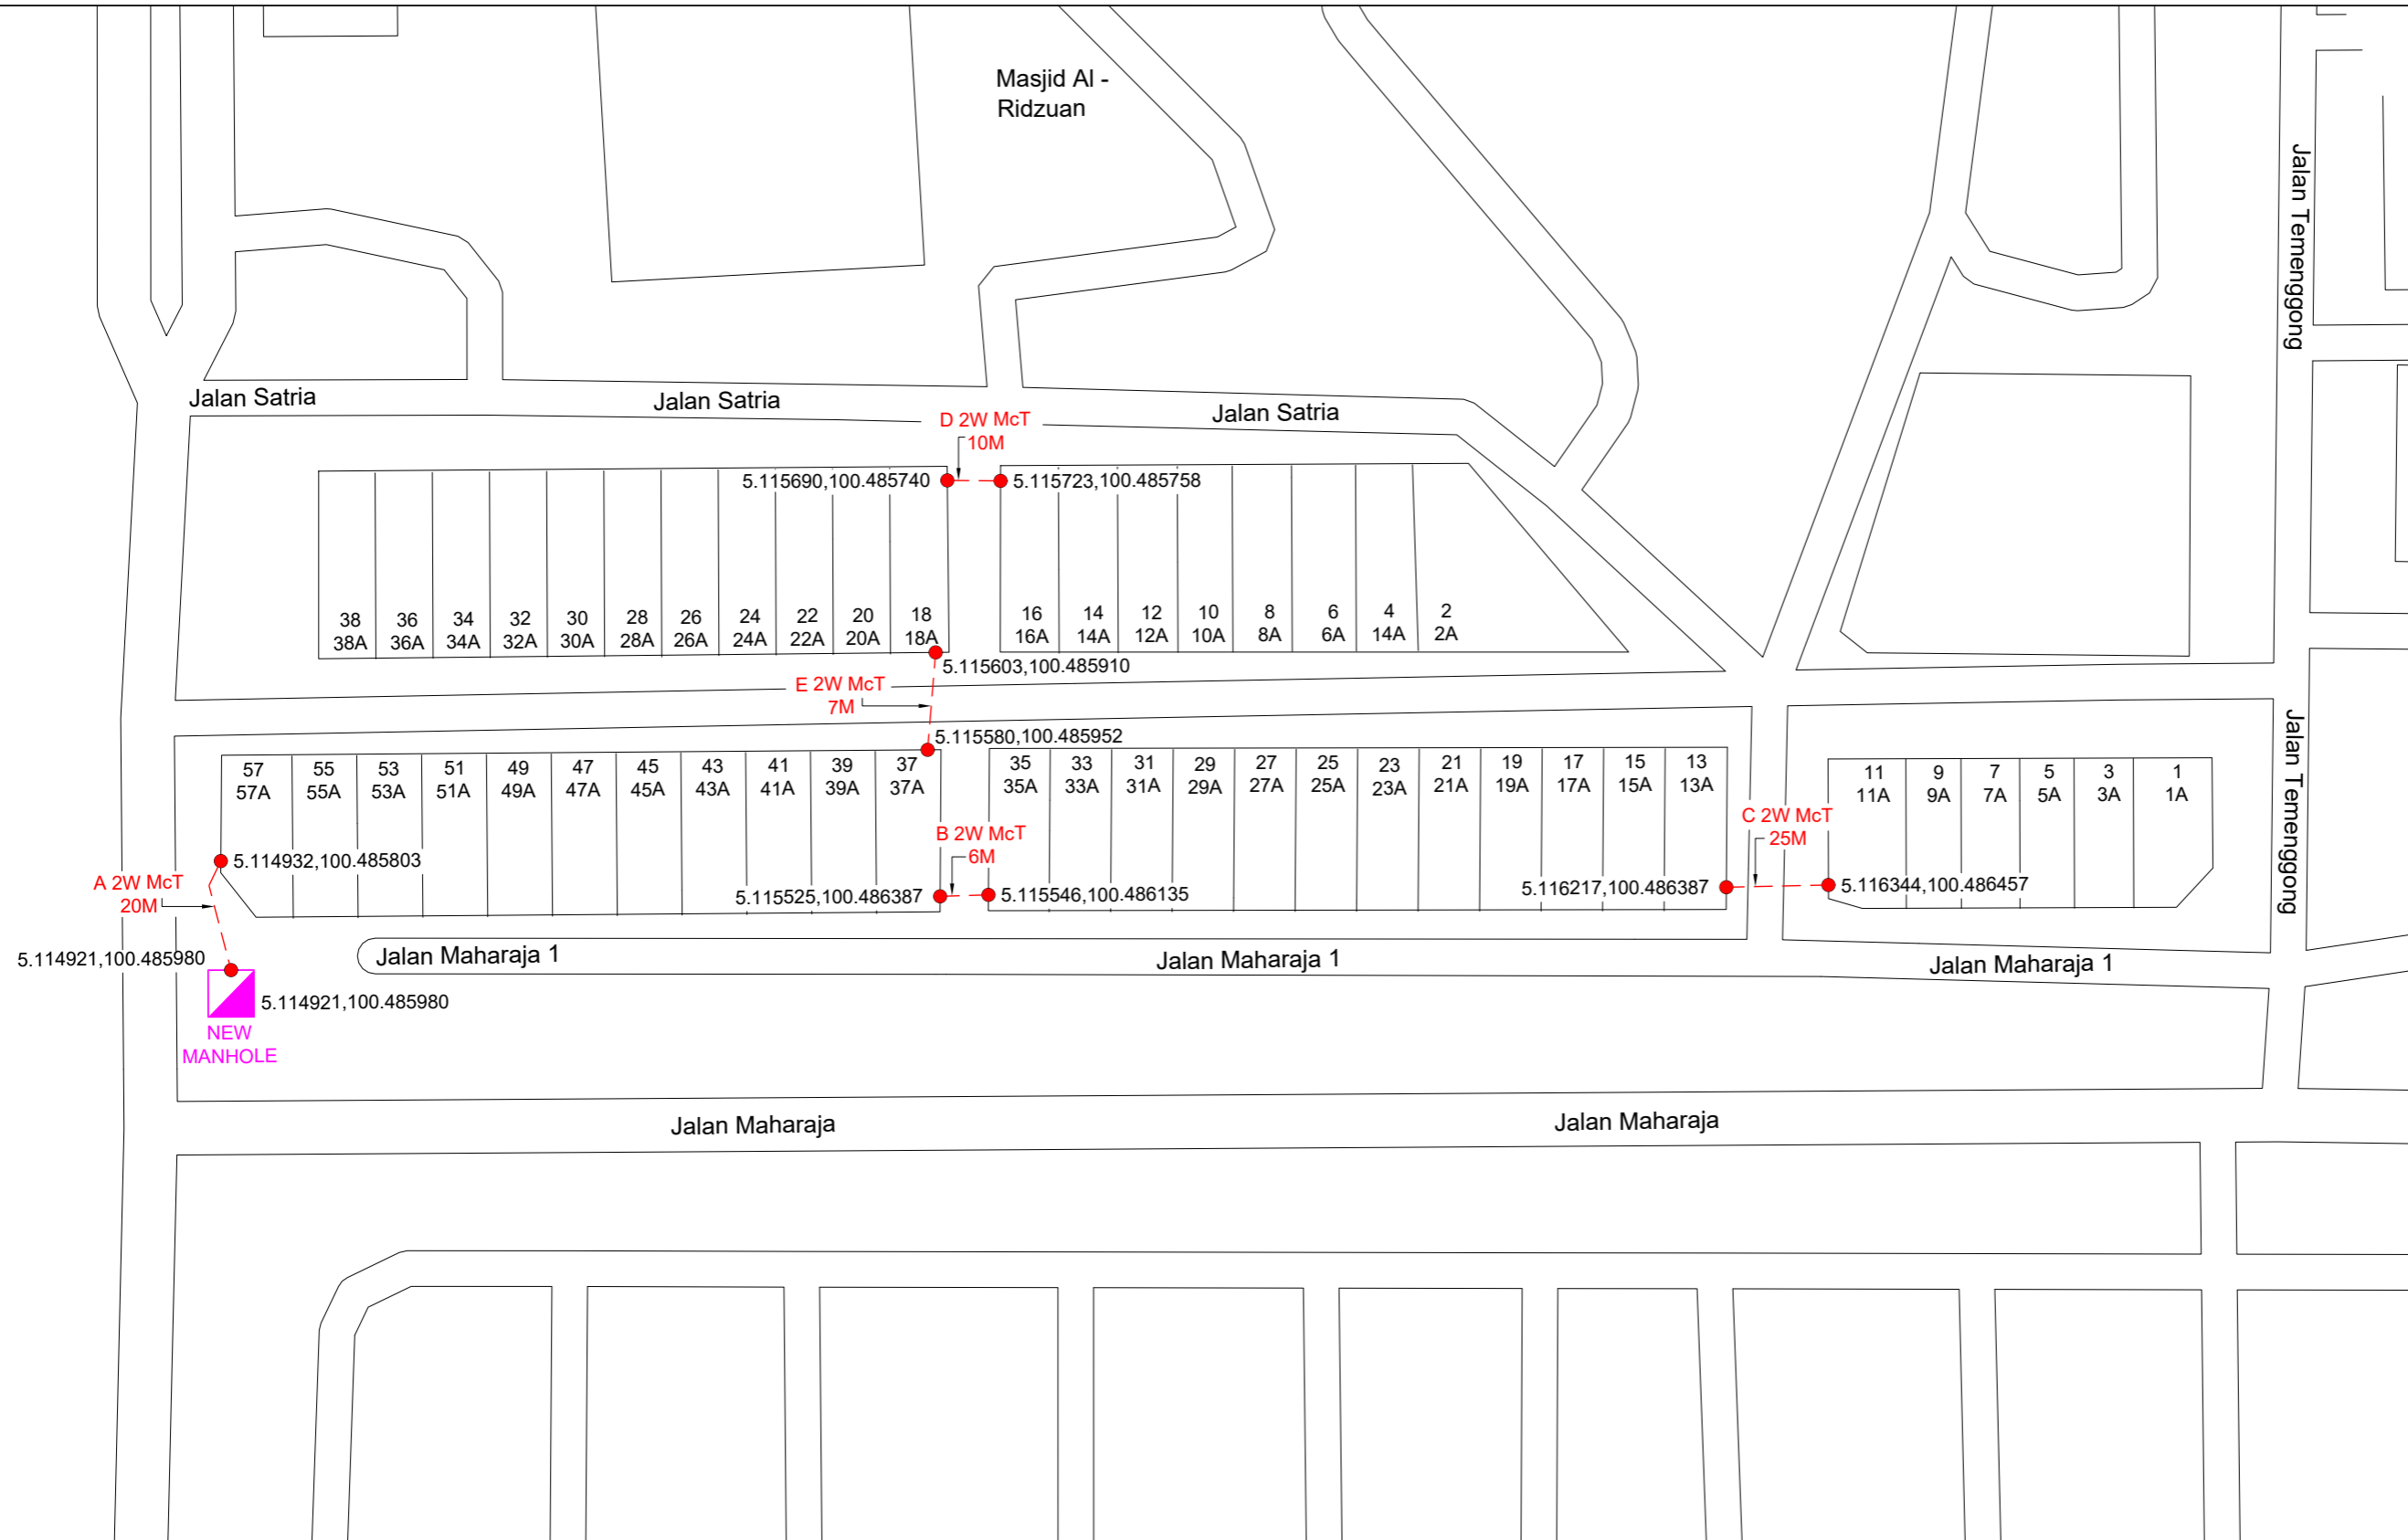 Masjid Al -
Ridzuan
Jalan Temenggong
Jalan Satria
Jalan Satria
Jalan Satria
D 2W McT
10M
5.115690,100.485740
5.115723,100.485758
38
38A
36
36A
34
34A
32
32A
30
30A
28
28A
26
26A
24
24A
22
22A
20
20A
18
18A
16
16A
14
14A
12
12A
10
10A
8
8A
6
6A
4
14A
2
2A
5.115603,100.485910
E 2W McT
7M
5.115580,100.485952
57
57A
55
55A
53
53A
51
51A
49
49A
47
47A
45
45A
43
43A
41
41A
39
39A
37
37A
35
35A
33
33A
31
31A
29
29A
27
27A
25
25A
23
23A
21
21A
19
19A
17
17A
15
15A
13
13A
11
11A
9
9A
7
7A
5
5A
3
3A
1
1A
Jalan Temenggong
B 2W McT
6M
C 2W McT
25M
5.114932,100.485803
A 2W McT
20M
5.115525,100.486387
5.115546,100.486135
5.116217,100.486387
5.116344,100.486457
5.114921,100.485980
Jalan Maharaja 1
Jalan Maharaja 1
Jalan Maharaja 1
5.114921,100.485980
NEW
MANHOLE
Jalan Maharaja
Jalan Maharaja